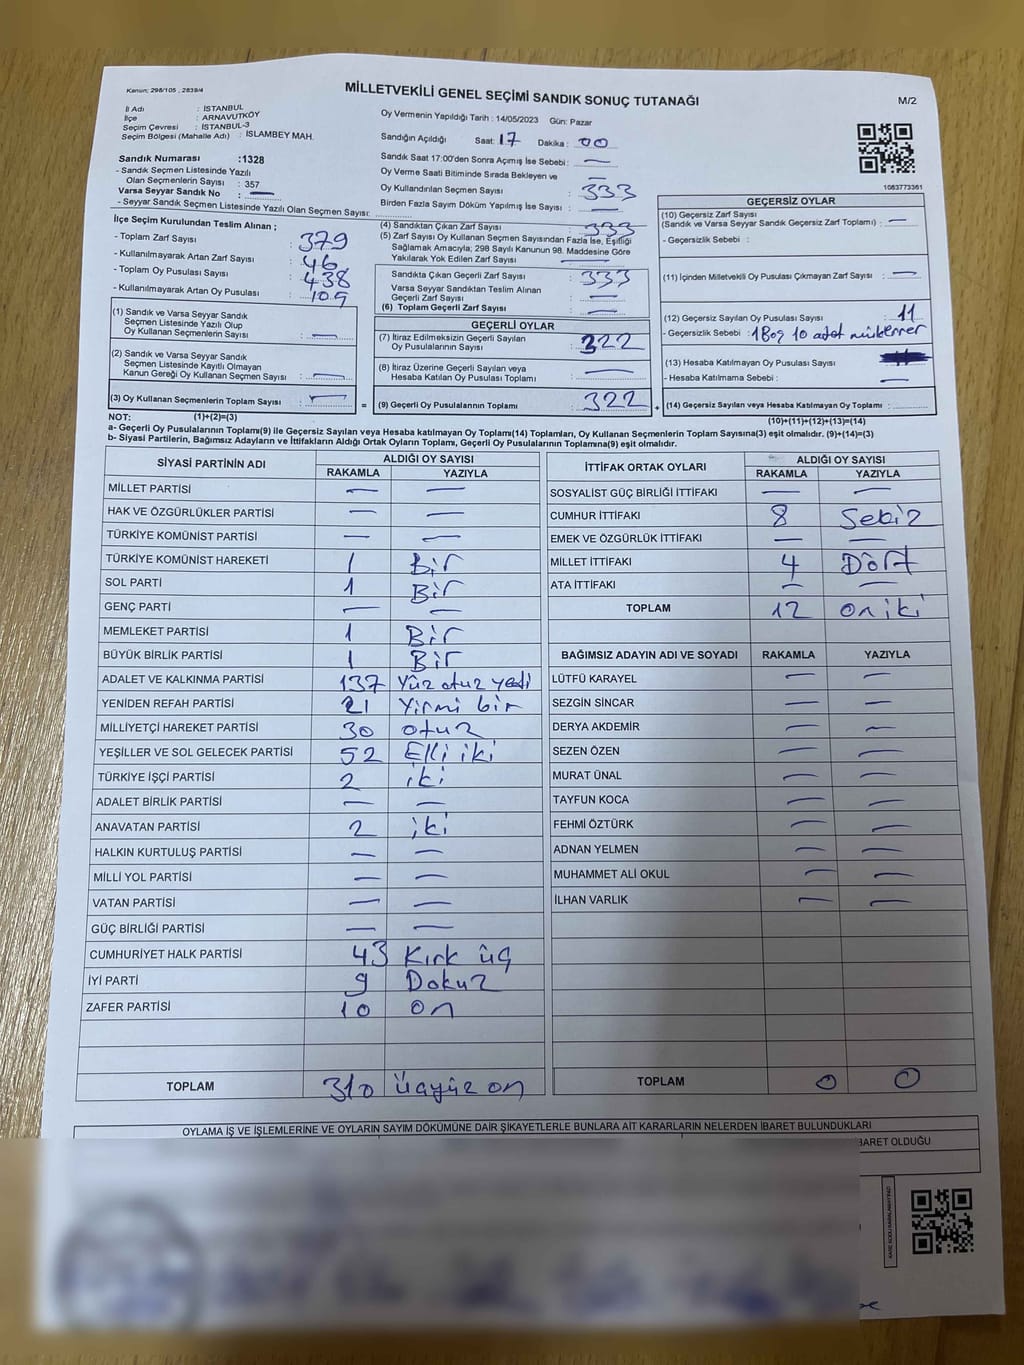 Kanun; 298/105 , 2839/4
MİLLETVEKİLİ GENEL SEÇİMİ SANDIK SONUÇ TUTANAĞI
M/2
İl Adı : İSTANBUL
İlçe : ARNAVUTKÖY
Seçim Çevresi : İSTANBUL-3
Seçim Bölgesi (Mahalle Adı) : İSLAMBEY MAH.
Sandık Numarası :1328
- Sandık Seçmen Listesinde Yazılı
Olan Seçmenlerin Sayısı : 357
Varsa Seyyar Sandık No : —
- Seyyar Sandık Seçmen Listesinde Yazılı Olan Seçmen Sayısı:
Oy Vermenin Yapıldığı Tarih : 14/05/2023 Gün: Pazar
Sandığın Açıldığı Saat: 17 Dakika : 00
Sandık Saat 17:00'den Sonra Açmış İse Sebebi : —
Oy Verme Saati Bitiminde Sırada Bekleyen ve : —
Oy Kullandırılan Seçmen Sayısı : 333
Birden Fazla Sayım Döküm Yapılmış İse Sayısı : —
1083773361
İlçe Seçim Kurulundan Teslim Alınan ;
- Toplam Zarf Sayısı : 379
- Kullanılmayarak Artan Zarf Sayısı : 46
- Toplam Oy Pusulası Sayısı : 438
- Kullanılmayarak Artan Oy Pusulası : 105
(4) Sandıktan Çıkan Zarf Sayısı : 333
(5) Zarf Sayısı Oy Kullanan Seçmen Sayısından Fazla İse, Eşitliği
Sağlamak Amacıyla; 298 Sayılı Kanunun 98. Maddesine Göre
Yakılarak Yok Edilen Zarf Sayısı : —
Sandıkta Çıkan Geçerli Zarf Sayısı : 333
Varsa Seyyar Sandıktan Teslim Alınan
Geçerli Zarf Sayısı : —
(6) Toplam Geçerli Zarf Sayısı : —
GEÇERSİZ OYLAR
(10) Geçersiz Zarf Sayısı
(Sandık ve Varsa Seyyar Sandık Geçersiz Zarf Toplamı) : —
- Geçersizlik Sebebi :
(11) İçinden Milletvekili Oy Pusulası Çıkmayan Zarf Sayısı : —
(12) Geçersiz Sayılan Oy Pusulası Sayısı : 11
- Geçersizlik Sebebi : 1 Boş 10 adet mükerrer
(13) Hesaba Katılmayan Oy Pusulası Sayısı
- Hesaba Katılmama Sebebi : —
(14) Geçersiz Sayılan veya Hesaba Katılmayan Oy Toplamı :
(10)+(11)+(12)+(13)=(14)
(1) Sandık ve Varsa Seyyar Sandık
Seçmen Listesinde Yazılı Olup
Oy Kullanan Seçmenlerin Sayısı : —
(2) Sandık ve Varsa Seyyar Sandık
Seçmen Listesinde Kayıtlı Olmayan
Kanun Gereği Oy Kullanan Seçmen Sayısı : —
(3) Oy Kullanan Seçmenlerin Toplam Sayısı : —
GEÇERLİ OYLAR
(7) İtiraz Edilmeksizin Geçerli Sayılan
Oy Pusulalarının Sayısı : 322
(8) İtiraz Üzerine Geçerli Sayılan veya
Hesaba Katılan Oy Pusulası Toplamı : —
= (9) Geçerli Oy Pusulalarının Toplamı : 322 +
NOT: (1)+(2)=(3)
a- Geçerli Oy Pusulalarının Toplamı(9) ile Geçersiz Sayılan veya Hesaba katılmayan Oy Toplamı(14) Toplamları, Oy Kullanan Seçmenlerin Toplam Sayısına(3) eşit olmalıdır. (9)+(14)=(3)
b- Siyasi Partilerin, Bağımsız Adayların ve İttifakların Aldığı Ortak Oyların Toplamı, Geçerli Oy Pusulalarının Toplamına(9) eşit olmalıdır.
SİYASİ PARTİNİN ADI ALDIĞI OY SAYISI
RAKAMLA YAZIYLA
MİLLET PARTİSİ — —
HAK VE ÖZGÜRLÜKLER PARTİSİ — —
TÜRKİYE KOMÜNİST PARTİSİ — —
TÜRKİYE KOMÜNİST HAREKETİ 1 Bir
SOL PARTİ 1 Bir
GENÇ PARTİ — —
MEMLEKET PARTİSİ 1 Bir
BÜYÜK BİRLİK PARTİSİ 1 Bir
ADALET VE KALKINMA PARTİSİ 137 Yüz otuz yedi
YENİDEN REFAH PARTİSİ 21 Yirmi bir
MİLLİYETÇİ HAREKET PARTİSİ 30 otuz
YEŞİLLER VE SOL GELECEK PARTİSİ 52 Elli iki
TÜRKİYE İŞÇİ PARTİSİ 2 iki
ADALET BİRLİK PARTİSİ — —
ANAVATAN PARTİSİ 2 iki
HALKIN KURTULUŞ PARTİSİ — —
MİLLİ YOL PARTİSİ — —
VATAN PARTİSİ — —
GÜÇ BİRLİĞİ PARTİSİ — —
CUMHURİYET HALK PARTİSİ 43 Kırk üç
İYİ PARTİ 9 Dokuz
ZAFER PARTİSİ 10 on
TOPLAM 310 üçyüz on
İTTİFAK ORTAK OYLARI ALDIĞI OY SAYISI
RAKAMLA YAZIYLA
SOSYALİST GÜÇ BİRLİĞİ İTTİFAKI — —
CUMHUR İTTİFAKI 8 Sekiz
EMEK VE ÖZGÜRLÜK İTTİFAKI — —
MİLLET İTTİFAKI 4 Dört
ATA İTTİFAKI — —
TOPLAM 12 on iki
BAĞIMSIZ ADAYIN ADI VE SOYADI RAKAMLA YAZIYLA
LÜTFÜ KARAYEL — —
SEZGİN SİNCAR — —
DERYA AKDEMİR — —
SEZEN ÖZEN — —
MURAT ÜNAL — —
TAYFUN KOCA — —
FEHMİ ÖZTÜRK — —
ADNAN YELMEN — —
MUHAMMET ALİ OKUL — —
İLHAN VARLIK — —
TOPLAM 0 0
OYLAMA İŞ VE İŞLEMLERİNE VE OYLARIN SAYIM DÖKÜMÜNE DAİR ŞİKAYETLERLE BUNLARA AİT KARARLARIN NELERDEN İBARET BULUNDUKLARI
BARET OLDUĞU